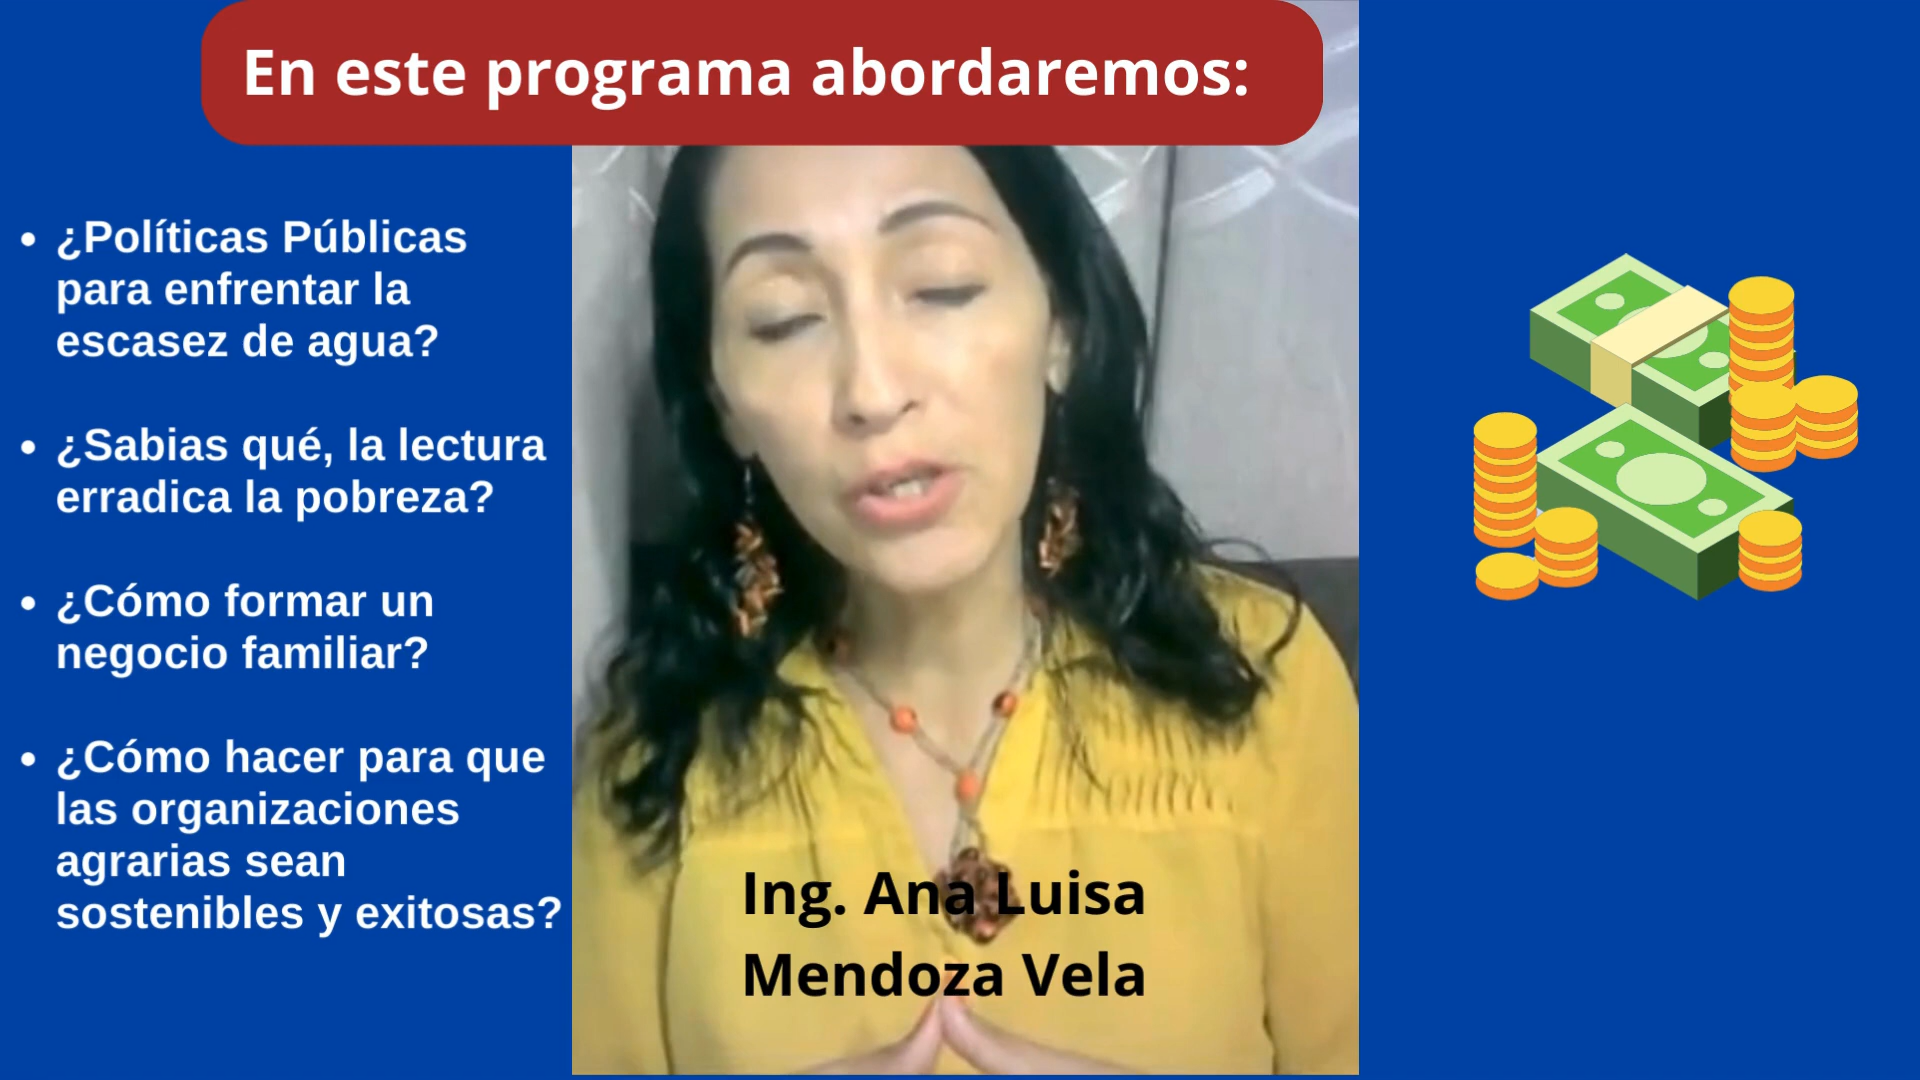 En este programa abordaremos:
• ¿Políticas Públicas
para enfrentar la
escasez de agua?
• ¿Sabias qué, la lectura
erradica la pobreza?
• ¿Cómo formar un
negocio familiar?
• ¿Cómo hacer para que
las organizaciones
agrarias sean
sostenibles y exitosas?
Ing. Ana Luisa
Mendoza Vela